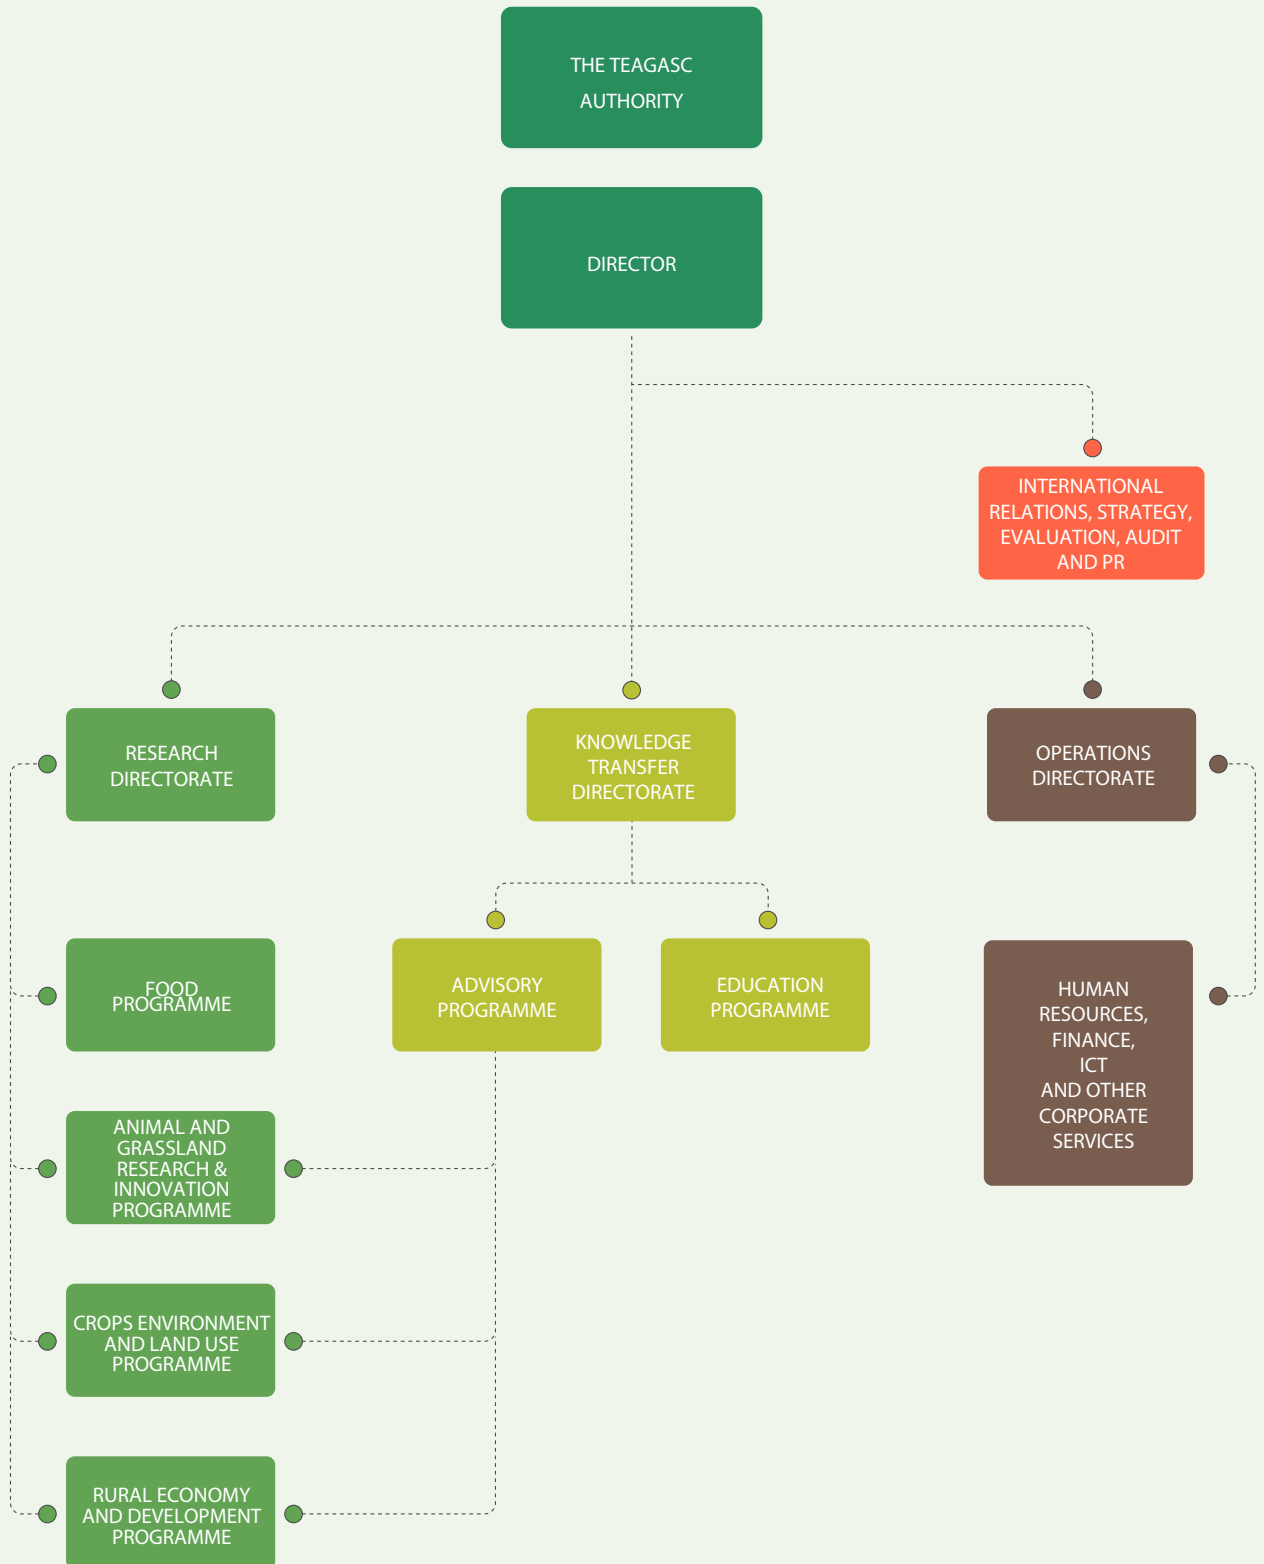 THE TEAGASC
AUTHORITY
DIRECTOR
INTERNATIONAL
RELATIONS, STRATEGY,
EVALUATION, AUDIT
AND PR
RESEARCH
DIRECTORATE
KNOWLEDGE
TRANSFER
DIRECTORATE
OPERATIONS
DIRECTORATE
FOOD
PROGRAMME
ADVISORY
PROGRAMME
EDUCATION
PROGRAMME
HUMAN
RESOURCES,
FINANCE,
ICT
AND OTHER
CORPORATE
SERVICES
ANIMAL AND
GRASSLAND
RESEARCH &
INNOVATION
PROGRAMME
CROPS ENVIRONMENT
AND LAND USE
PROGRAMME
RURAL ECONOMY
AND DEVELOPMENT
PROGRAMME